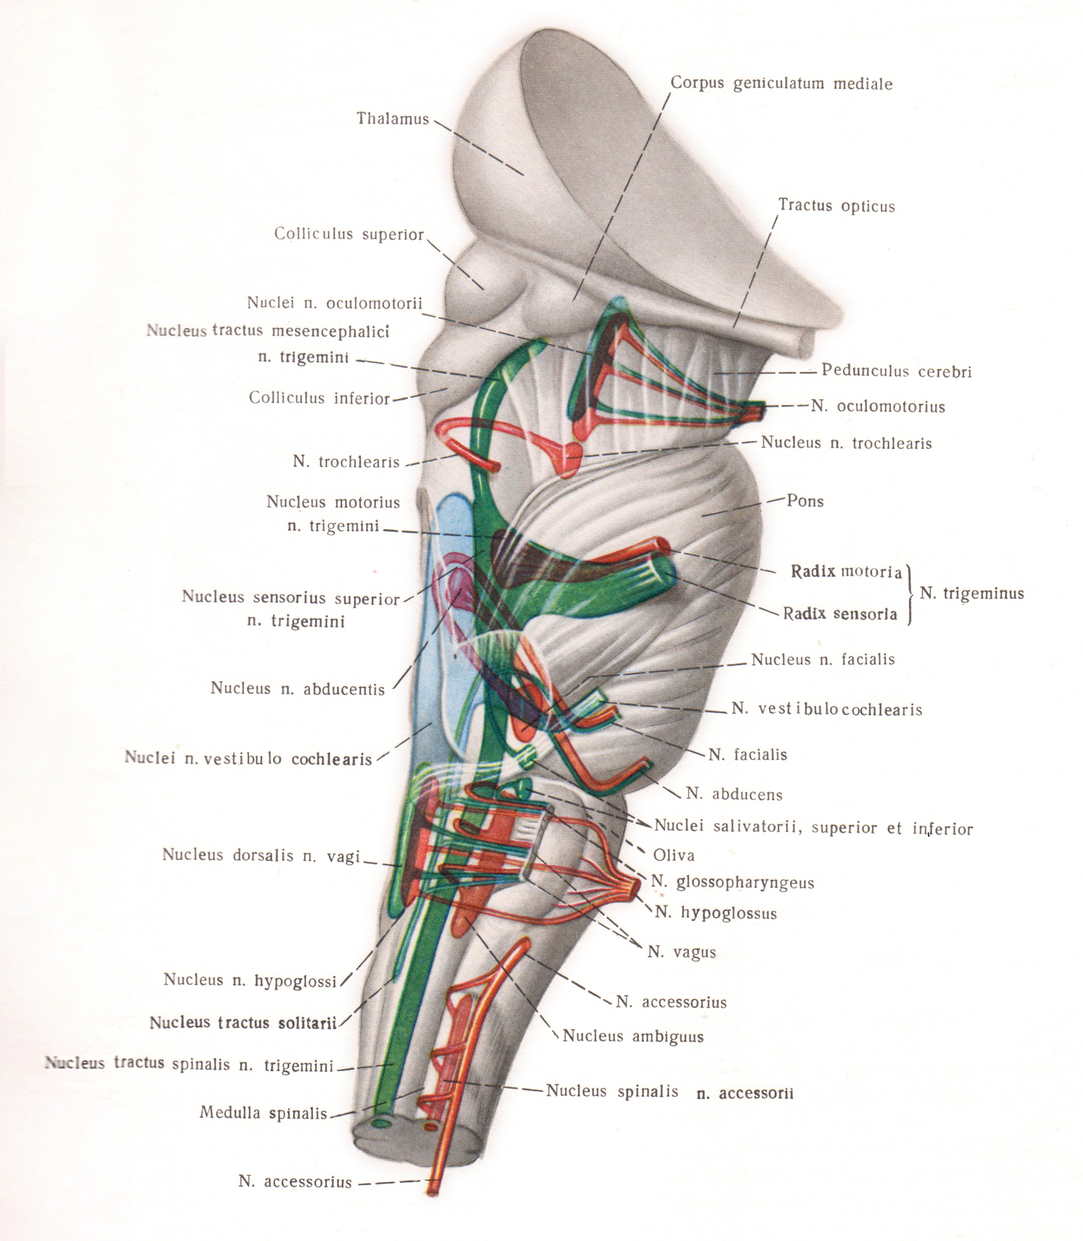 Corpus geniculatum mediale
Thalamus
Tractus opticus
Colliculus superior
Nuclei n. oculomotorii
Nucleus tractus mesencephalici
n. trigemini
Pedunculus cerebri
Colliculus inferior
N. oculomotorius
Nucleus n. trochlearis
N. trochlearis
Nucleus motorius
n. trigemini
Pons
Radix motoria
N. trigeminus
Radix sensoria
Nucleus sensorius superior
n. trigemini
Nucleus n. facialis
Nucleus n. abducentis
N. vestibulocochlearis
Nuclei n. vestibulo cochlearis
N. facialis
N. abducens
Nuclei salivatorii, superior et inferior
Nucleus dorsalis n. vagi
Oliva
N. glossopharyngeus
N. hypoglossus
N. vagus
Nucleus n. hypoglossi
N. accessorius
Nucleus tractus solitarii
Nucleus ambiguus
Nucleus tractus spinalis n. trigemini
Nucleus spinalis n. accessorii
Medulla spinalis
N. accessorius